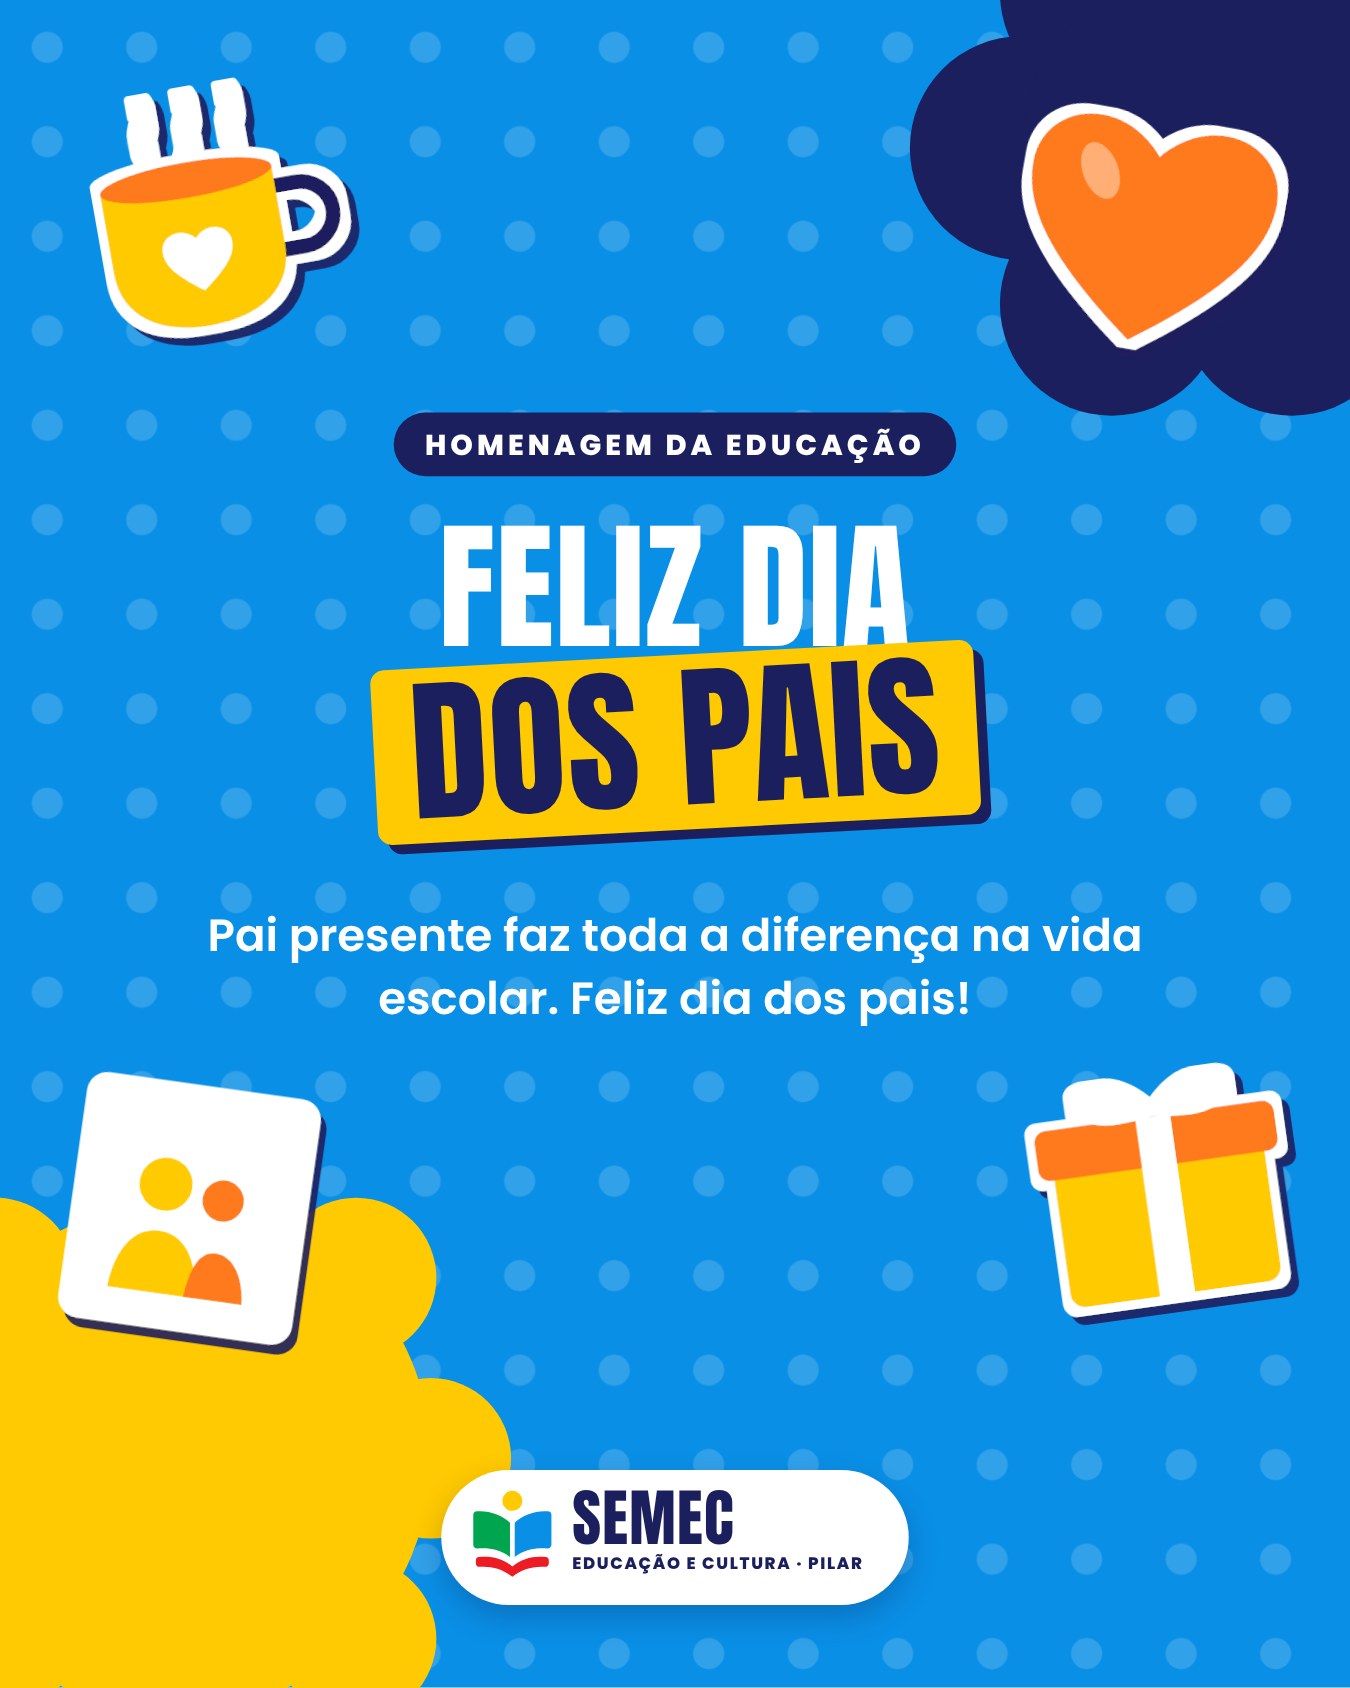 HOMENAGEM DA EDUCAÇÃO
FELIZ DIA
DOS PAIS
Pai presente faz toda a diferença na vida
escolar. Feliz dia dos pais!
SEMEC
EDUCAÇÃO E CULTURA · PILAR